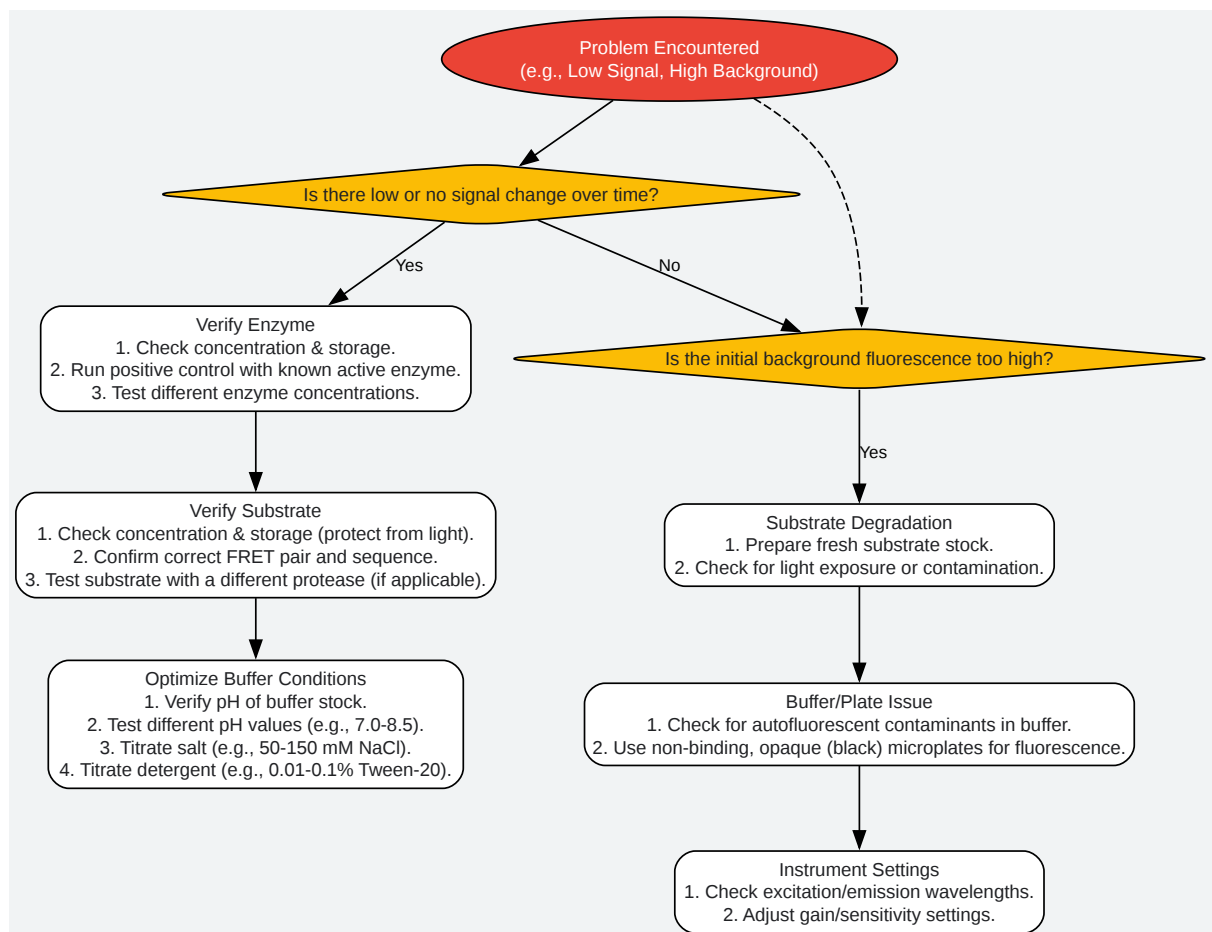 Problem Encountered
(e.g., Low Signal, High Background)
Is there low or no signal change over time?
Yes
No
Verify Enzyme
1. Check concentration & storage.
2. Run positive control with known active enzyme.
3. Test different enzyme concentrations.
Is the initial background fluorescence too high?
Yes
Verify Substrate
1. Check concentration & storage (protect from light).
2. Confirm correct FRET pair and sequence.
3. Test substrate with a different protease (if applicable).
Substrate Degradation
1. Prepare fresh substrate stock.
2. Check for light exposure or contamination.
Optimize Buffer Conditions
1. Verify pH of buffer stock.
2. Test different pH values (e.g., 7.0-8.5).
3. Titrate salt (e.g., 50-150 mM NaCl).
4. Titrate detergent (e.g., 0.01-0.1% Tween-20).
Buffer/Plate Issue
1. Check for autofluorescent contaminants in buffer.
2. Use non-binding, opaque (black) microplates for fluorescence.
Instrument Settings
1. Check excitation/emission wavelengths.
2. Adjust gain/sensitivity settings.